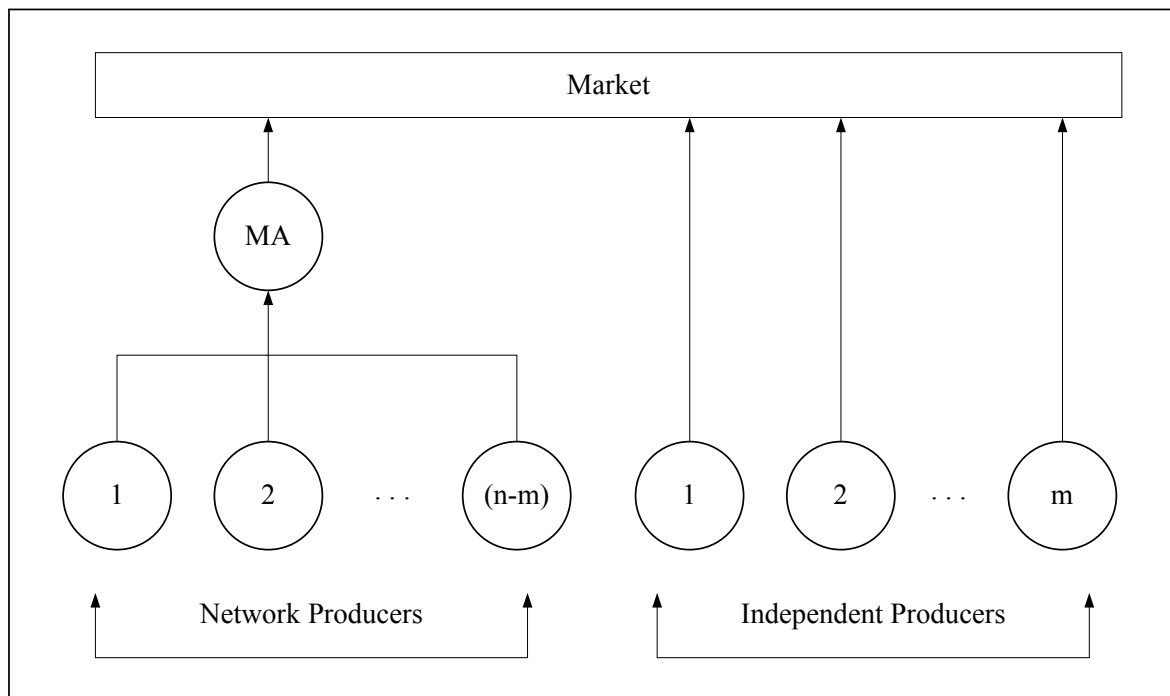 Market
MA
1 2 . . . (n-m) 1 2 . . . m
Network Producers Independent Producers